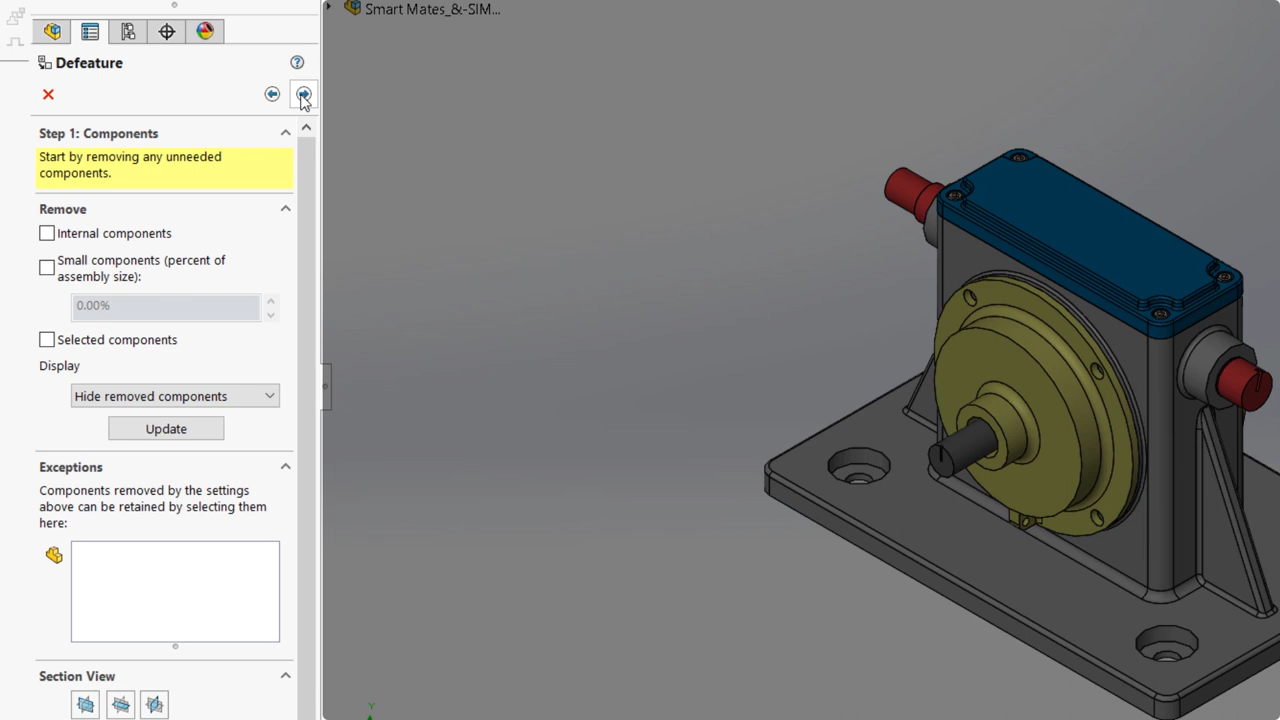 Smart Mates_&-SIM...
Defeature
Step 1: Components
Start by removing any unneeded
components.
Remove
Internal components
Small components (percent of
assembly size):
0.00%
Selected components
Display
Hide removed components
Update
Exceptions
Components removed by the settings
above can be retained by selecting them
here:
Section View
Y